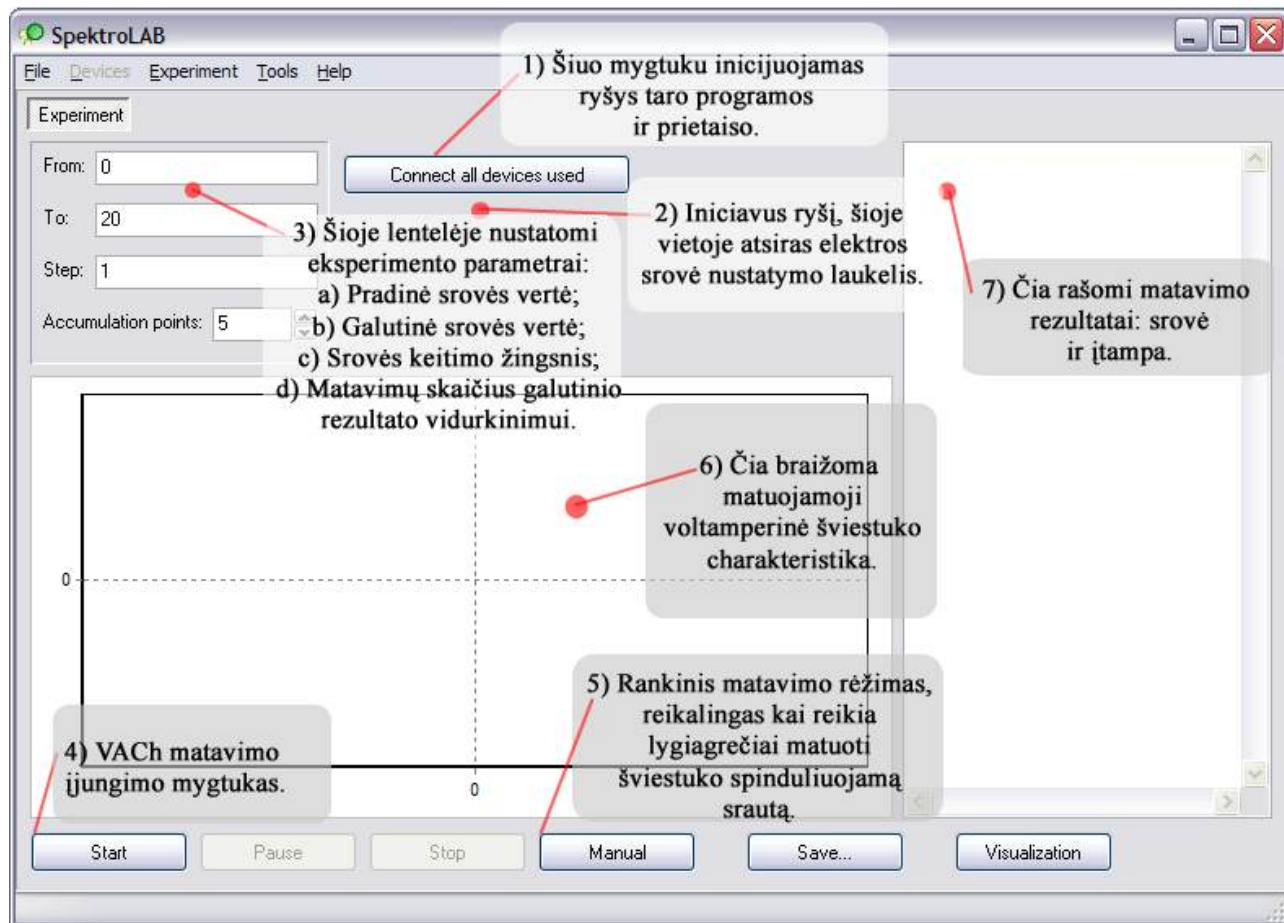 SpektroLAB
File Devices Experiment Tools Help
1) Šiuo mygtuku inicijuojamas
ryšys taro programos
ir prietaiso.
Experiment
From: 0
Connect all devices used
To: 20
2) Iniciavus ryšį, šioje
vietoje atsiras elektros
srovė nustatymo laukelis.
Step: 1
3) Šioje lentelėje nustatomi
eksperimento parametrai:
a) Pradinė srovės vertė;
b) Galutinė srovės vertė;
c) Srovės keitimo žingsnis;
d) Matavimų skaičius galutinio
rezultato vidurkinimui.
Accumulation points: 5
7) Čia rašomi matavimo
rezultatai: srovė
ir įtampa.
6) Čia braižoma
matuojamoji
voltamperinė šviestuko
charakteristika.
0
5) Rankinis matavimo rėžimas,
reikalingas kai reikia
lygiagrečiai matuoti
šviestuko spinduliuojamą
srautą.
4) VACh matavimo
įjungimo mygtukas.
0
Start Pause Stop Manual Save... Visualization